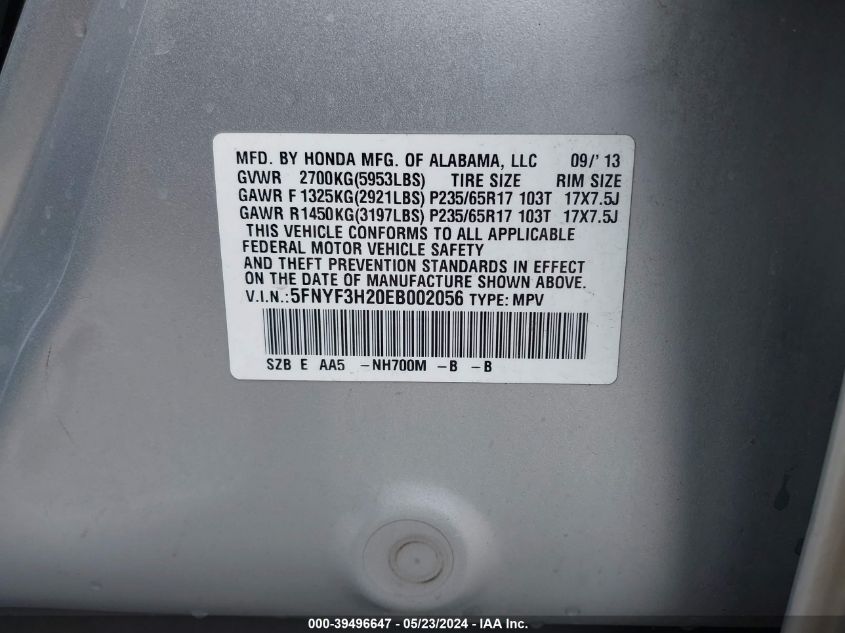 MFD. BY HONDA MFG. OF ALABAMA, LLC 09/'13
GVWR 2700KG(5953LBS) TIRE SIZE RIM SIZE
GAWR F 1325KG(2921LBS) P235/65R17 103T 17X7.5J
GAWR R1450KG(3197LBS) P235/65R17 103T 17X7.5J
THIS VEHICLE CONFORMS TO ALL APPLICABLE
FEDERAL MOTOR VEHICLE SAFETY
AND THEFT PREVENTION STANDARDS IN EFFECT
ON THE DATE OF MANUFACTURE SHOWN ABOVE.
V.I.N.:5FNYF3H20EB002056 TYPE: MPV
SZB E AA5 -NH700M -B -B
000-39496647 - 05/23/2024 - IAA Inc.